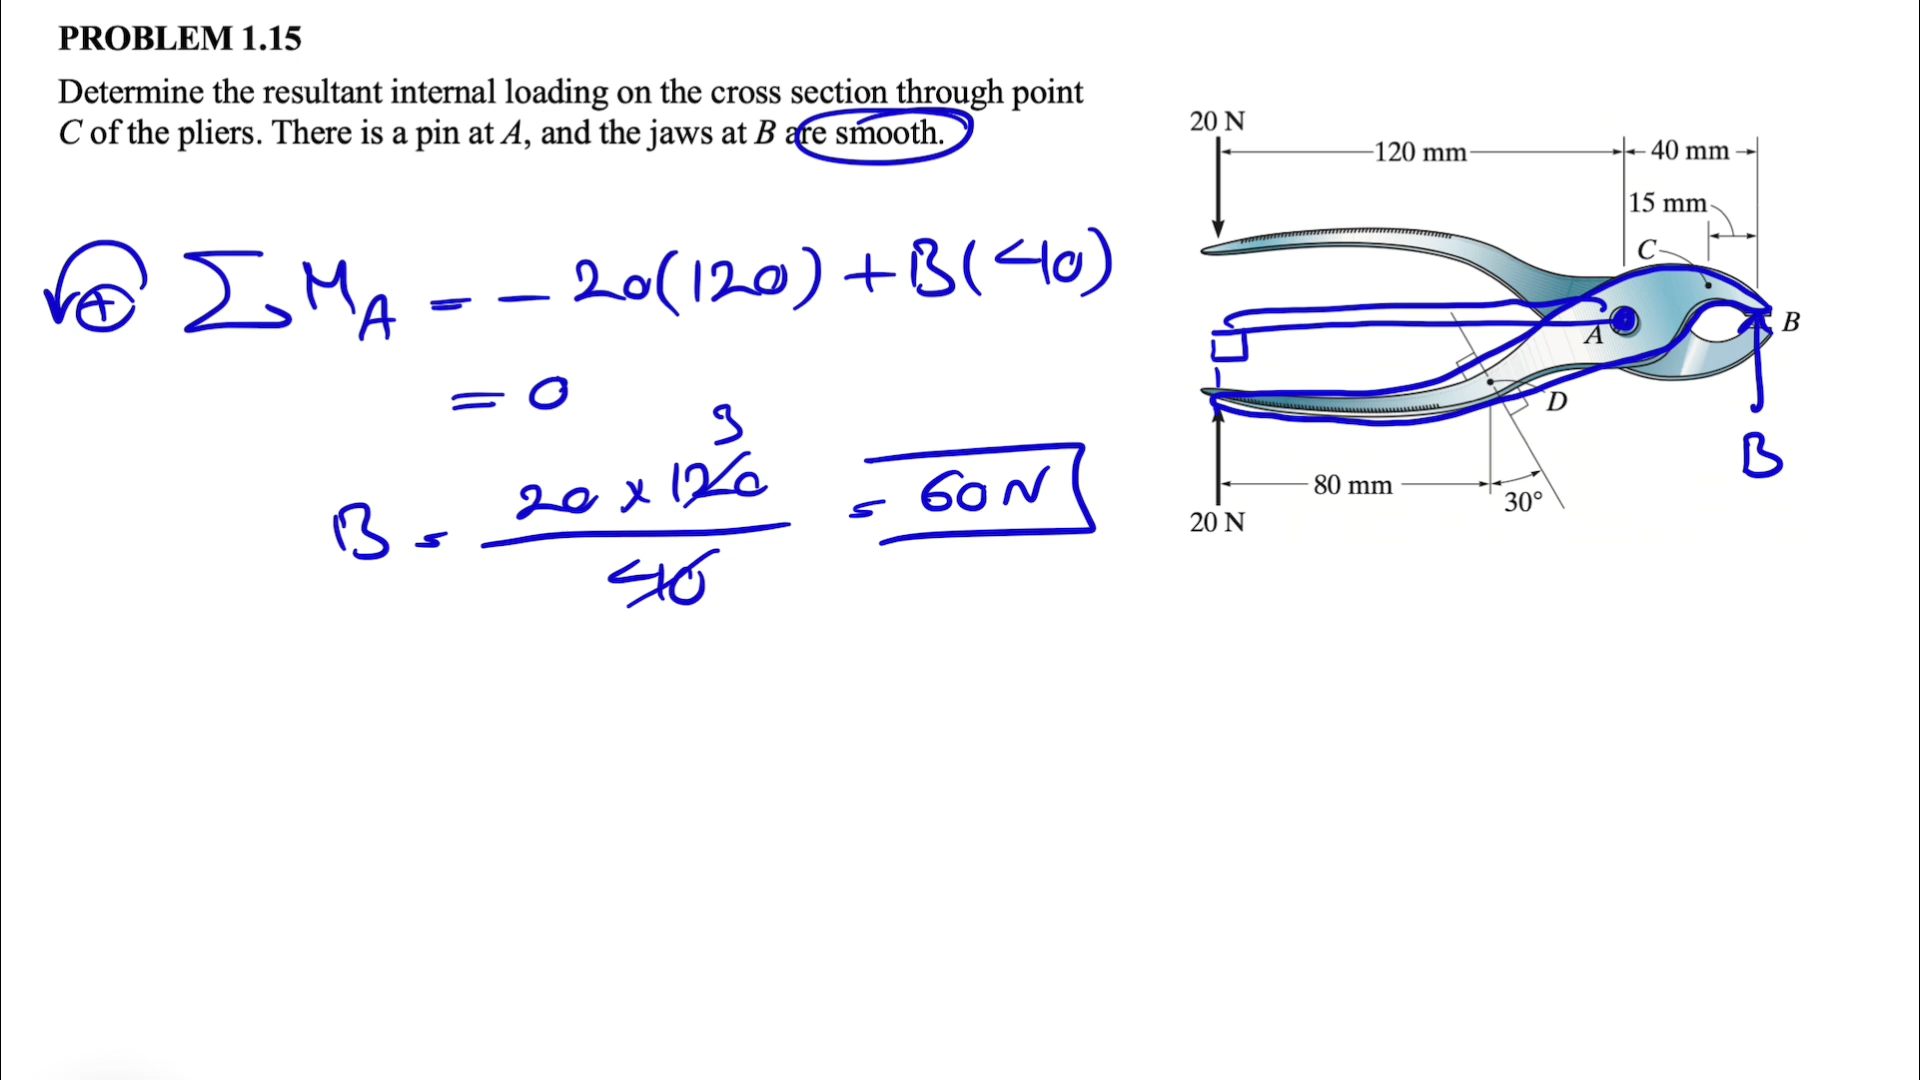 PROBLEM 1.15
Determine the resultant internal loading on the cross section through point
C of the pliers. There is a pin at A, and the jaws at B are smooth.
+ ΣM_A = - 20(120) + B(40)
= 0
3
B = 20 x 120 / 40 = 60 N
20 N
120 mm
40 mm
15 mm
C
A
B
D
B
80 mm
30°
20 N